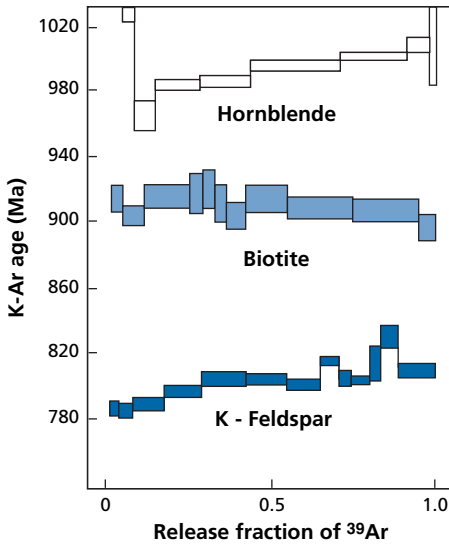 K-Ar age (Ma)
1020
980
940
900
860
820
780
Hornblende
Biotite
K - Feldspar
0
0.5
1.0
Release fraction of ³⁹Ar